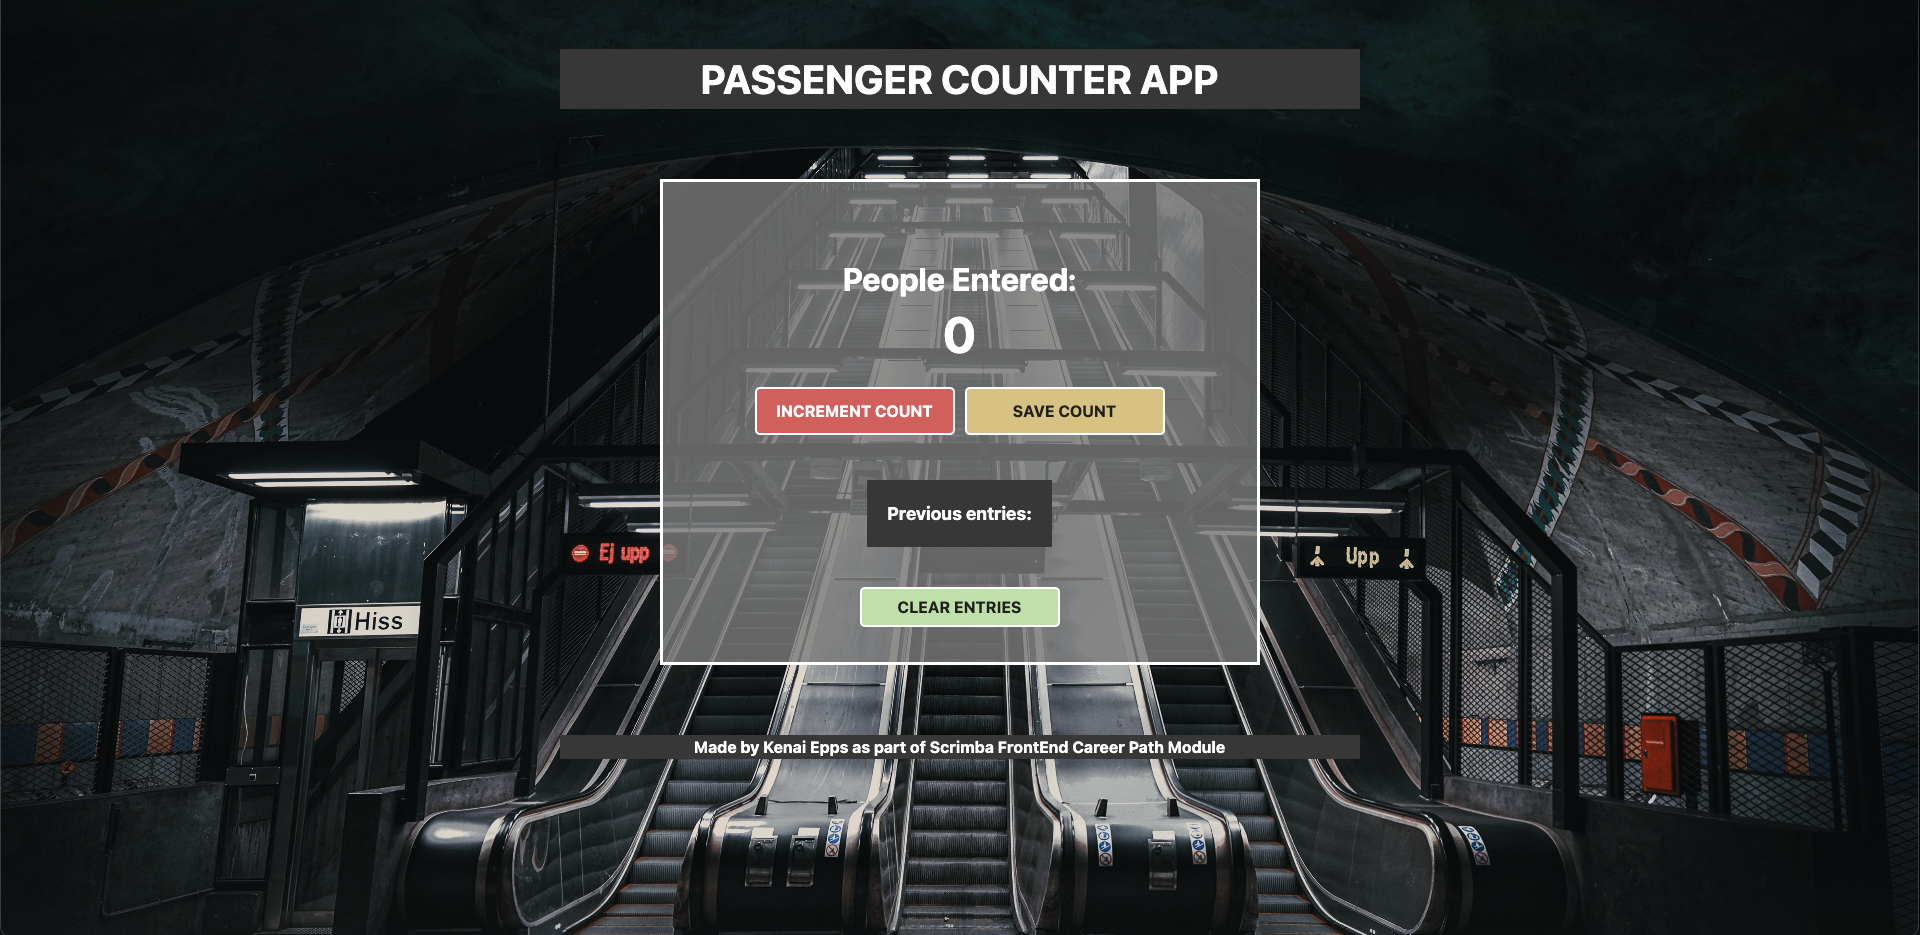 PASSENGER COUNTER APP
People Entered:
0
INCREMENT COUNT
SAVE COUNT
Previous entries:
Ej upp
Upp
CLEAR ENTRIES
Hiss
Made by Kenai Epps as part of Scrimba FrontEnd Career Path Module